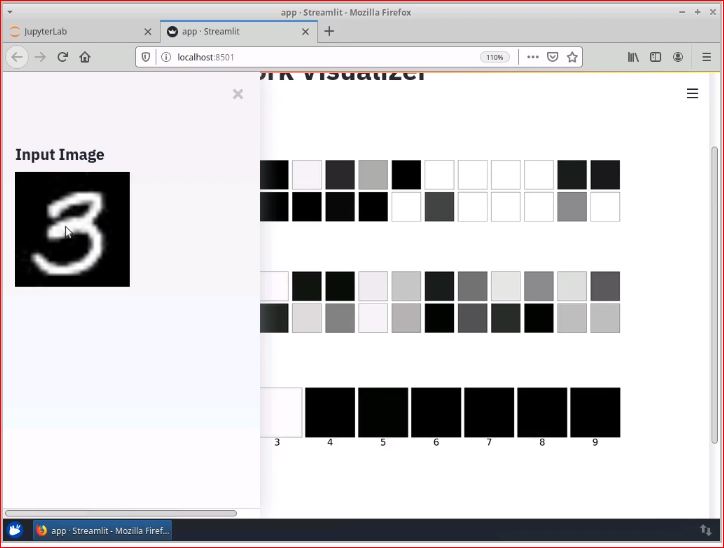 app · Streamlit - Mozilla Firefox
JupyterLab
app · Streamlit
localhost:8501
110%
ork Visualizer
Input Image
3
3 4 5 6 7 8 9
app · Streamlit - Mozilla Firef...